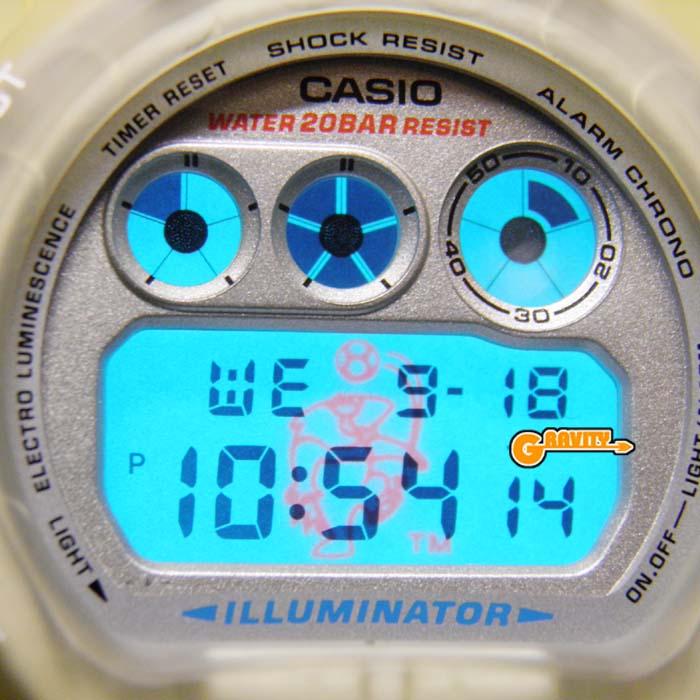 SHOCK RESIST
TIMER RESET
ALARM CHRONO
CASIO
WATER 20BAR RESIST
50 10
40 20
30
ELECTRO LUMINESCENCE
WE 9-18
GRAVITY
P 10:54 14
TM
LIGHT
ON.OFF
ILLUMINATOR